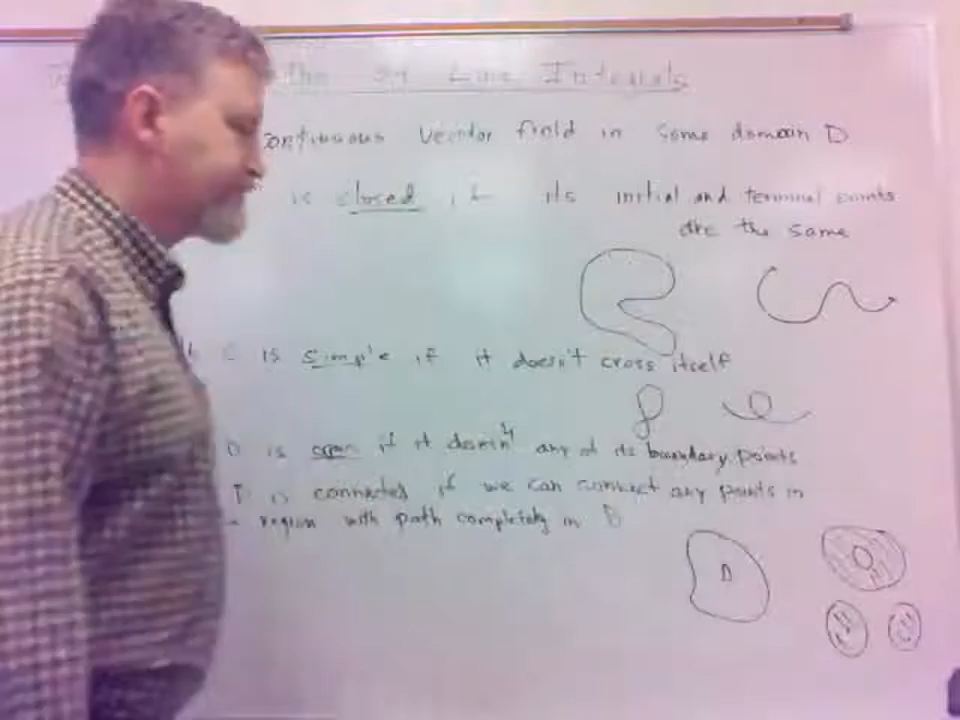 Line Integrals
ontinuous Vector field in some domain D
is closed if its initial and terminal points
are the same
C is simple if it doesn't cross itself
D is open if it doesn't any of its boundary points
D is connected if we can connect any points in
region with path completely in D
D